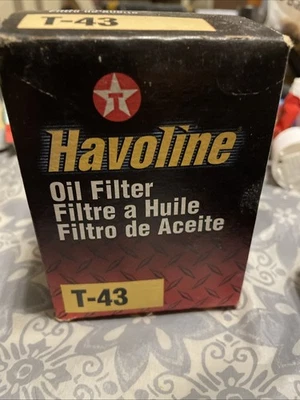 T-43
T
Havoline
Oil Filter
Filtre a Huile
Filtro de Aceite
T-43